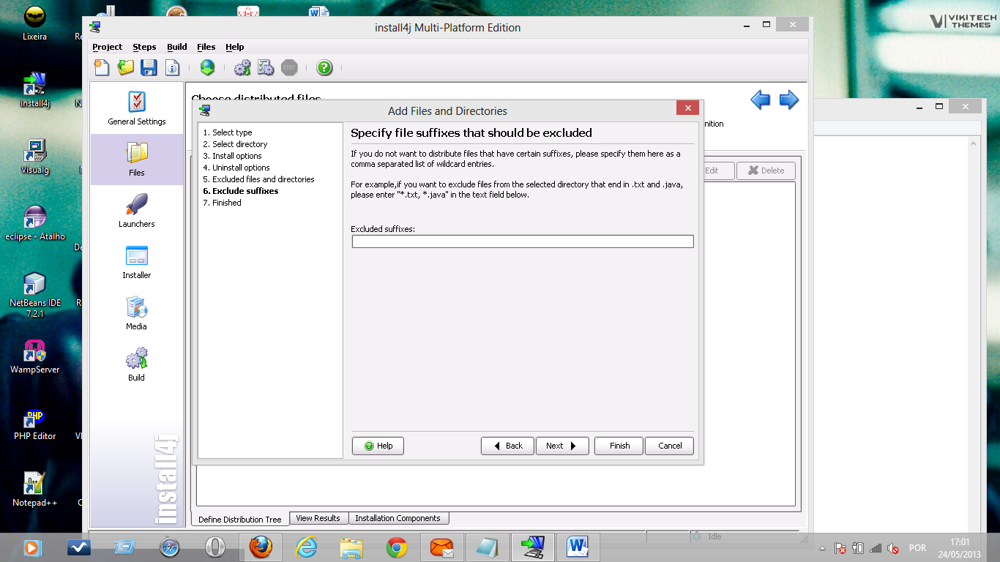 Lixeira
install4j
Visualg
eclipse - Atalho
NetBeans IDE
7.2.1
WampServer
PHP
PHP Editor
Notepad++
VIKITECH
THEMES
install4j Multi-Platform Edition
Project Steps Build Files Help
STOP
General Settings
Files
Launchers
Installer
Media
Build
install4j
Choose distributed files
nition
Edit
Delete
Add Files and Directories
1. Select type
2. Select directory
3. Install options
4. Uninstall options
5. Excluded files and directories
6. Exclude suffixes
7. Finished
Specify file suffixes that should be excluded
If you do not want to distribute files that have certain suffixes, please specify them here as a
comma separated list of wildcard entries.
For example,if you want to exclude files from the selected directory that end in .txt and .java,
please enter "*.txt, *.java" in the text field below.
Excluded suffixes:
Help
Back
Next
Finish
Cancel
Define Distribution Tree
View Results
Installation Components
Idle
POR
17:01
24/05/2013